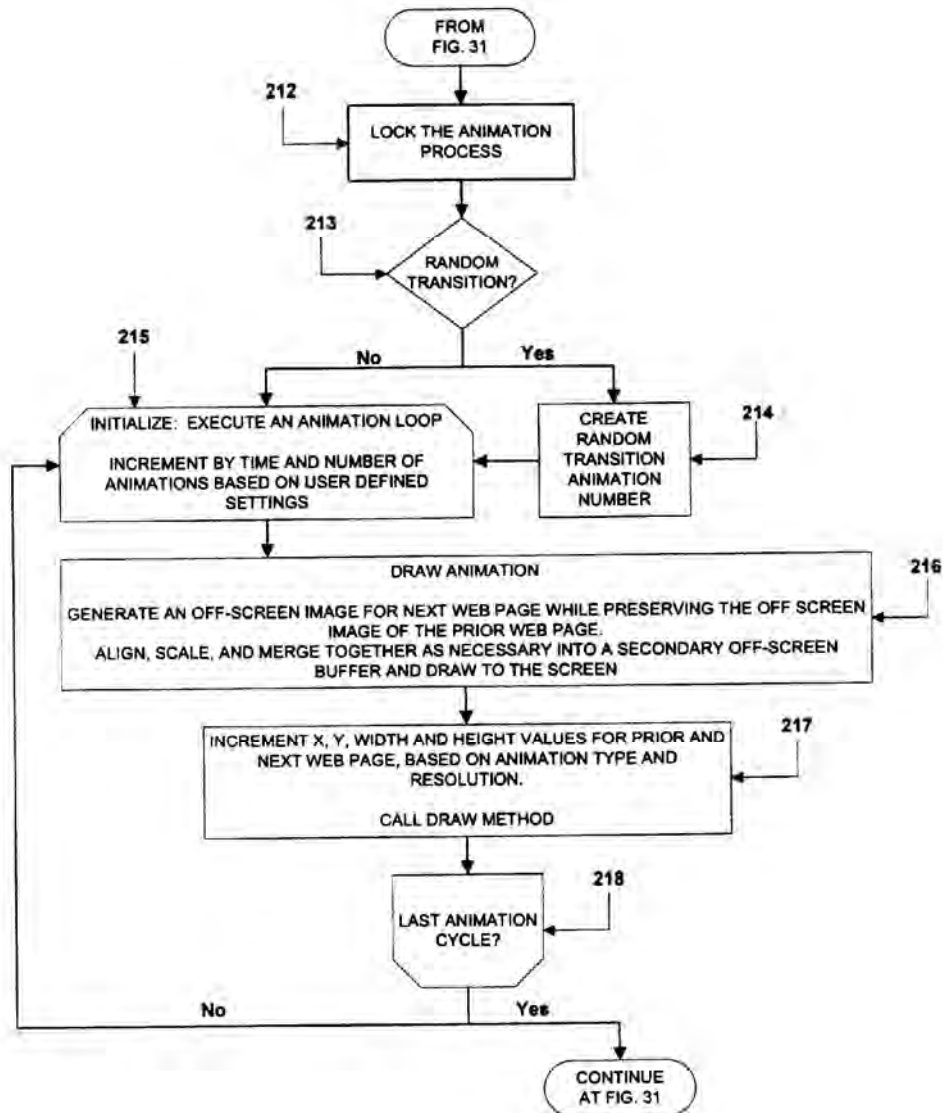 FROM
FIG. 31
212
LOCK THE ANIMATION
PROCESS
213
RANDOM
TRANSITION?
215
No
Yes
INITIALIZE: EXECUTE AN ANIMATION LOOP
INCREMENT BY TIME AND NUMBER OF
ANIMATIONS BASED ON USER DEFINED
SETTINGS
CREATE
RANDOM
TRANSITION
ANIMATION
NUMBER
214
DRAW ANIMATION
216
GENERATE AN OFF-SCREEN IMAGE FOR NEXT WEB PAGE WHILE PRESERVING THE OFF SCREEN
IMAGE OF THE PRIOR WEB PAGE.
ALIGN, SCALE, AND MERGE TOGETHER AS NECESSARY INTO A SECONDARY OFF-SCREEN
BUFFER AND DRAW TO THE SCREEN
217
INCREMENT X, Y, WIDTH AND HEIGHT VALUES FOR PRIOR AND
NEXT WEB PAGE, BASED ON ANIMATION TYPE AND
RESOLUTION.
CALL DRAW METHOD
218
LAST ANIMATION
CYCLE?
No
Yes
CONTINUE
AT FIG. 31